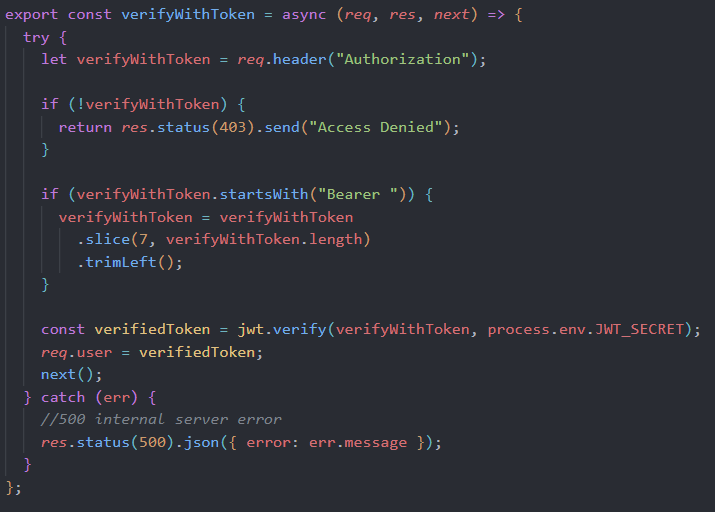 export const verifyWithToken = async (req, res, next) => {
  try {
    let verifyWithToken = req.header("Authorization");

    if (!verifyWithToken) {
      return res.status(403).send("Access Denied");
    }

    if (verifyWithToken.startsWith("Bearer ")) {
      verifyWithToken = verifyWithToken
        .slice(7, verifyWithToken.length)
        .trimLeft();
    }

    const verifiedToken = jwt.verify(verifyWithToken, process.env.JWT_SECRET);
    req.user = verifiedToken;
    next();
  } catch (err) {
    //500 internal server error
    res.status(500).json({ error: err.message });
  }
};